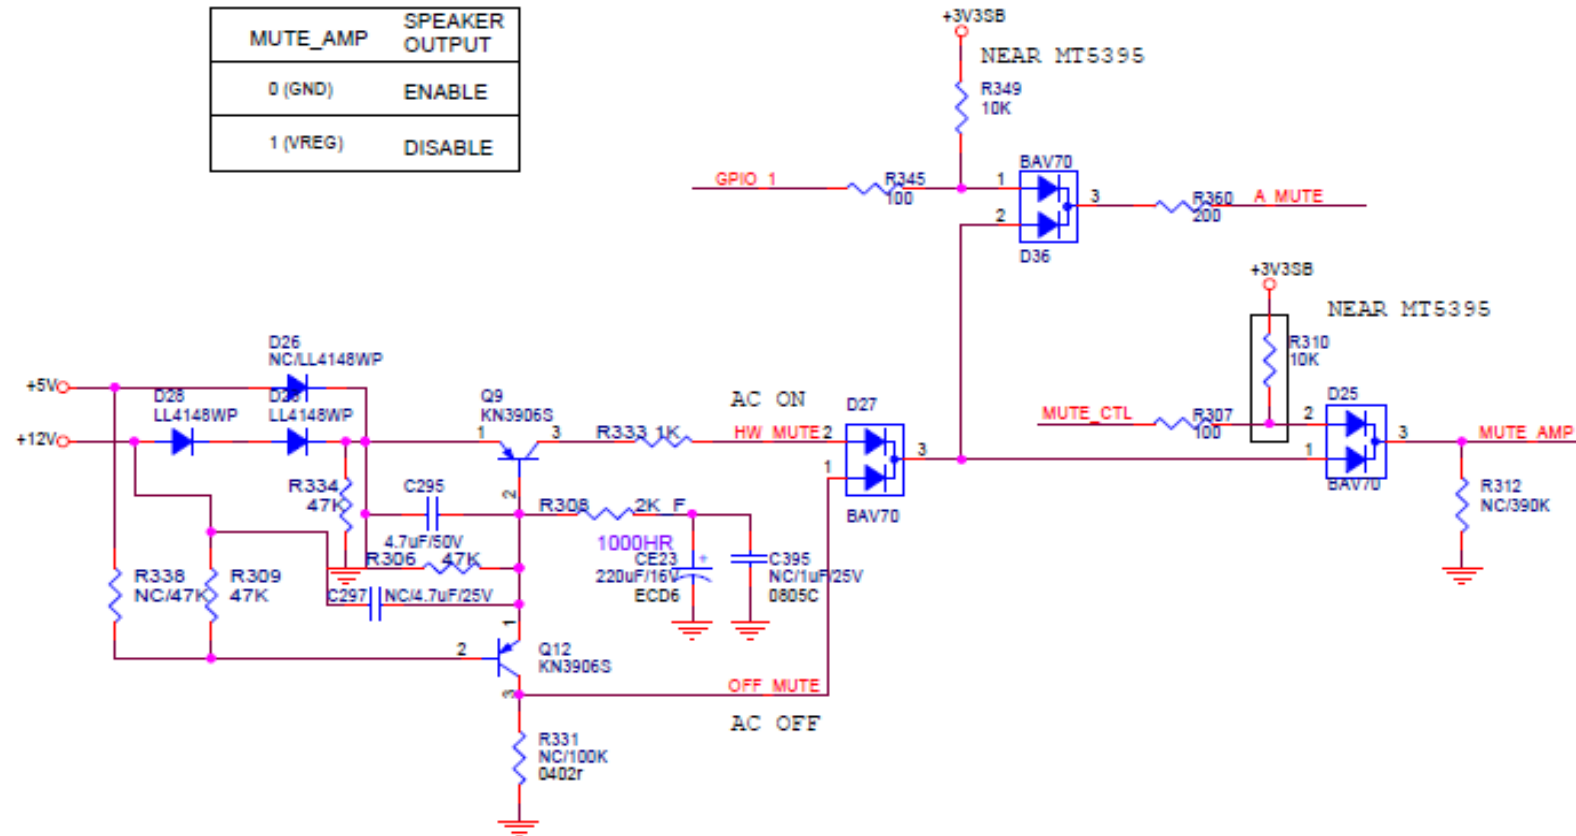 MUTE_AMP
SPEAKER
OUTPUT
0 (GND)
ENABLE
1 (VREG)
DISABLE
+3V3SB
NEAR MT5395
R349
10K
BAV70
GPIO_1
R345
100
1
2
3
R360
200
A_MUTE
D36
+3V3SB
NEAR MT5395
R310
10K
D26
NC/LL4148WP
+5V
D28
LL4148WP
LL4148WP
+12V
Q9
KN3906S
1
3
2
AC ON
R333 1K
HW_MUTE
2
D27
3
1
BAV70
MUTE_CTL
R307
100
D25
2
3
1
BAV70
MUTE_AMP
R312
NC/390K
R334
47K
C295
4.7uF/50V
R308
2K_F
1000HR
CE23
220uF/16V
ECD6
+
C395
NC/1uF/25V
0805C
R306
47K
R338
NC/47K
R309
47K
C297
NC/4.7uF/25V
1
2
Q12
KN3906S
3
OFF_MUTE
AC OFF
R331
NC/100K
0402r